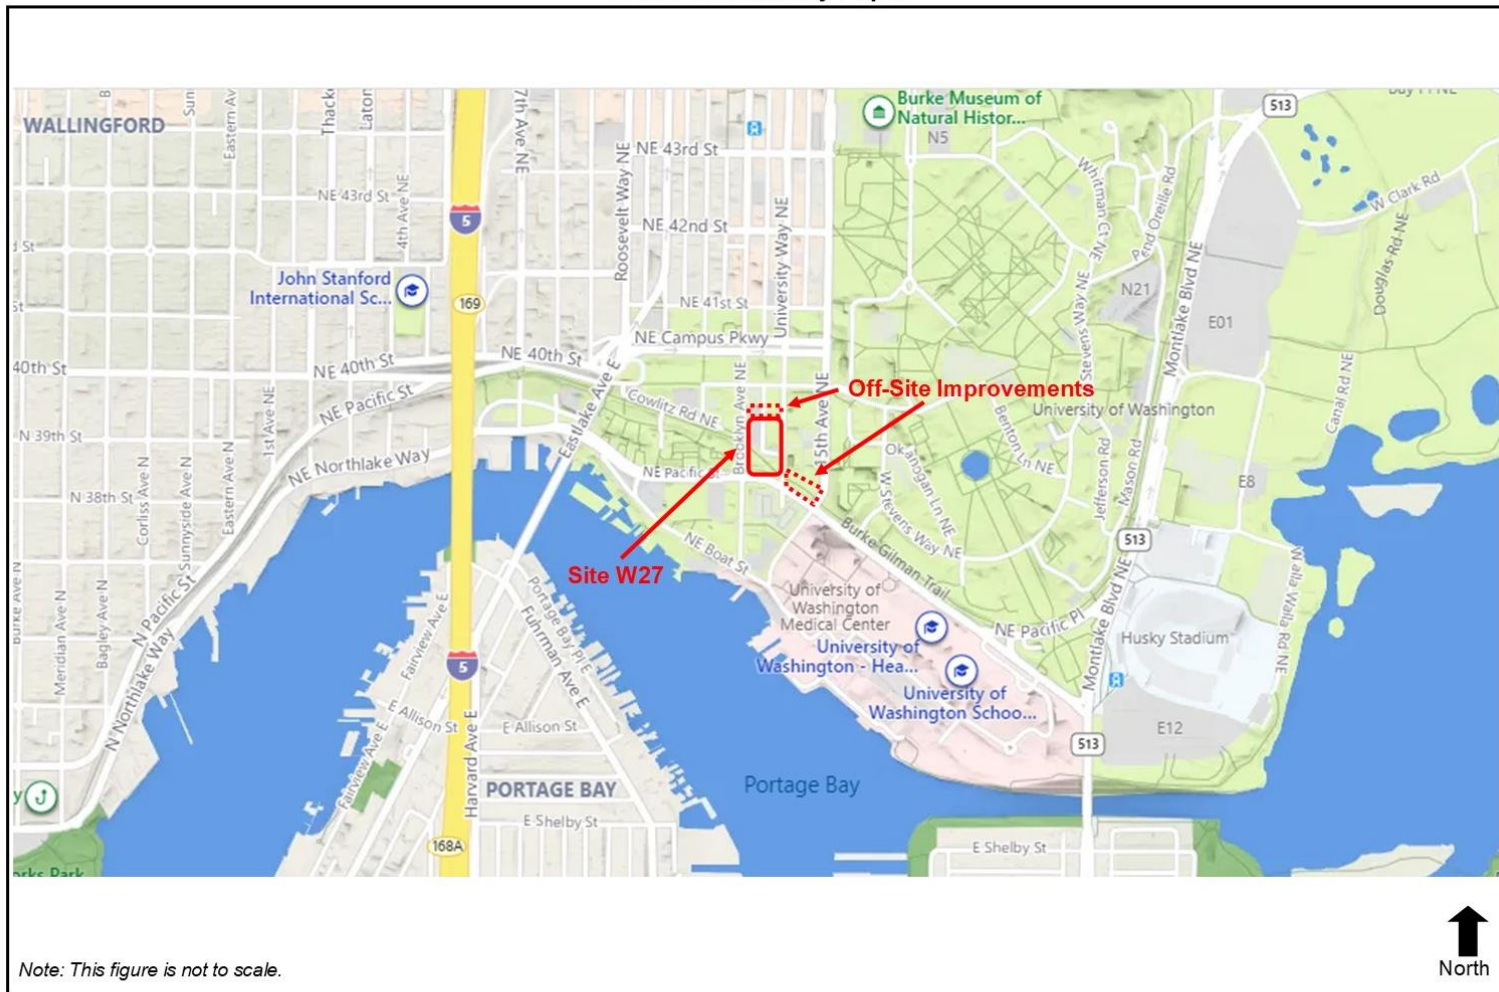 WALLINGFORD
Eastern Av
7th Ave NE
NE 43rd St
Burke Museum of
Natural Histor...
N5
513
NE 43rd St
4th Ave NE
Roosevelt Way NE
NE 42nd St
University Way NE
Whitman Ct NE
Pend Oreille Rd
W Clark Rd
Douglas Rd NE
5
John Stanford
International Sc...
169
NE 41st St
N21
E01
Montlake Blvd NE
Stevens Way NE
NE Campus Pkwy
40th St
NE 40th St
NE 40th St
NE Pacific St
1st Ave NE
Eastlake Ave E
Cowlitz Rd NE
Brooklyn Ave NE
15th Ave NE
Off-Site Improvements
University of Washington
Canal Rd NE
N 39th St
NE Northlake Way
NE Pacific St
Okanogan Ln NE
Benton Ln NE
Jefferson Rd
Mason Rd
E8
N 38th St
Corliss Ave N
Sunnyside Ave N
Eastern Ave N
W Stevens Way NE
Burke-Gilman Trail
513
NE Boat St
Site W27
Walla Walla Rd NE
Burke Ave N
Meridian Ave N
Bagley Ave N
N Pacific St
N Northlake Way
Fairview Ave E
Portage Bay Pl E
Fuhrman Ave E
University of
Washington
Medical Center
University of
Washington - Hea...
NE Pacific Pl
Montlake Blvd NE
Husky Stadium
5
University of
Washington Schoo...
E Allison St
E Allison St
Fairview Ave E
Harvard Ave E
E12
513
PORTAGE BAY
Portage Bay
E Shelby St
168A
E Shelby St
North
Note: This figure is not to scale.